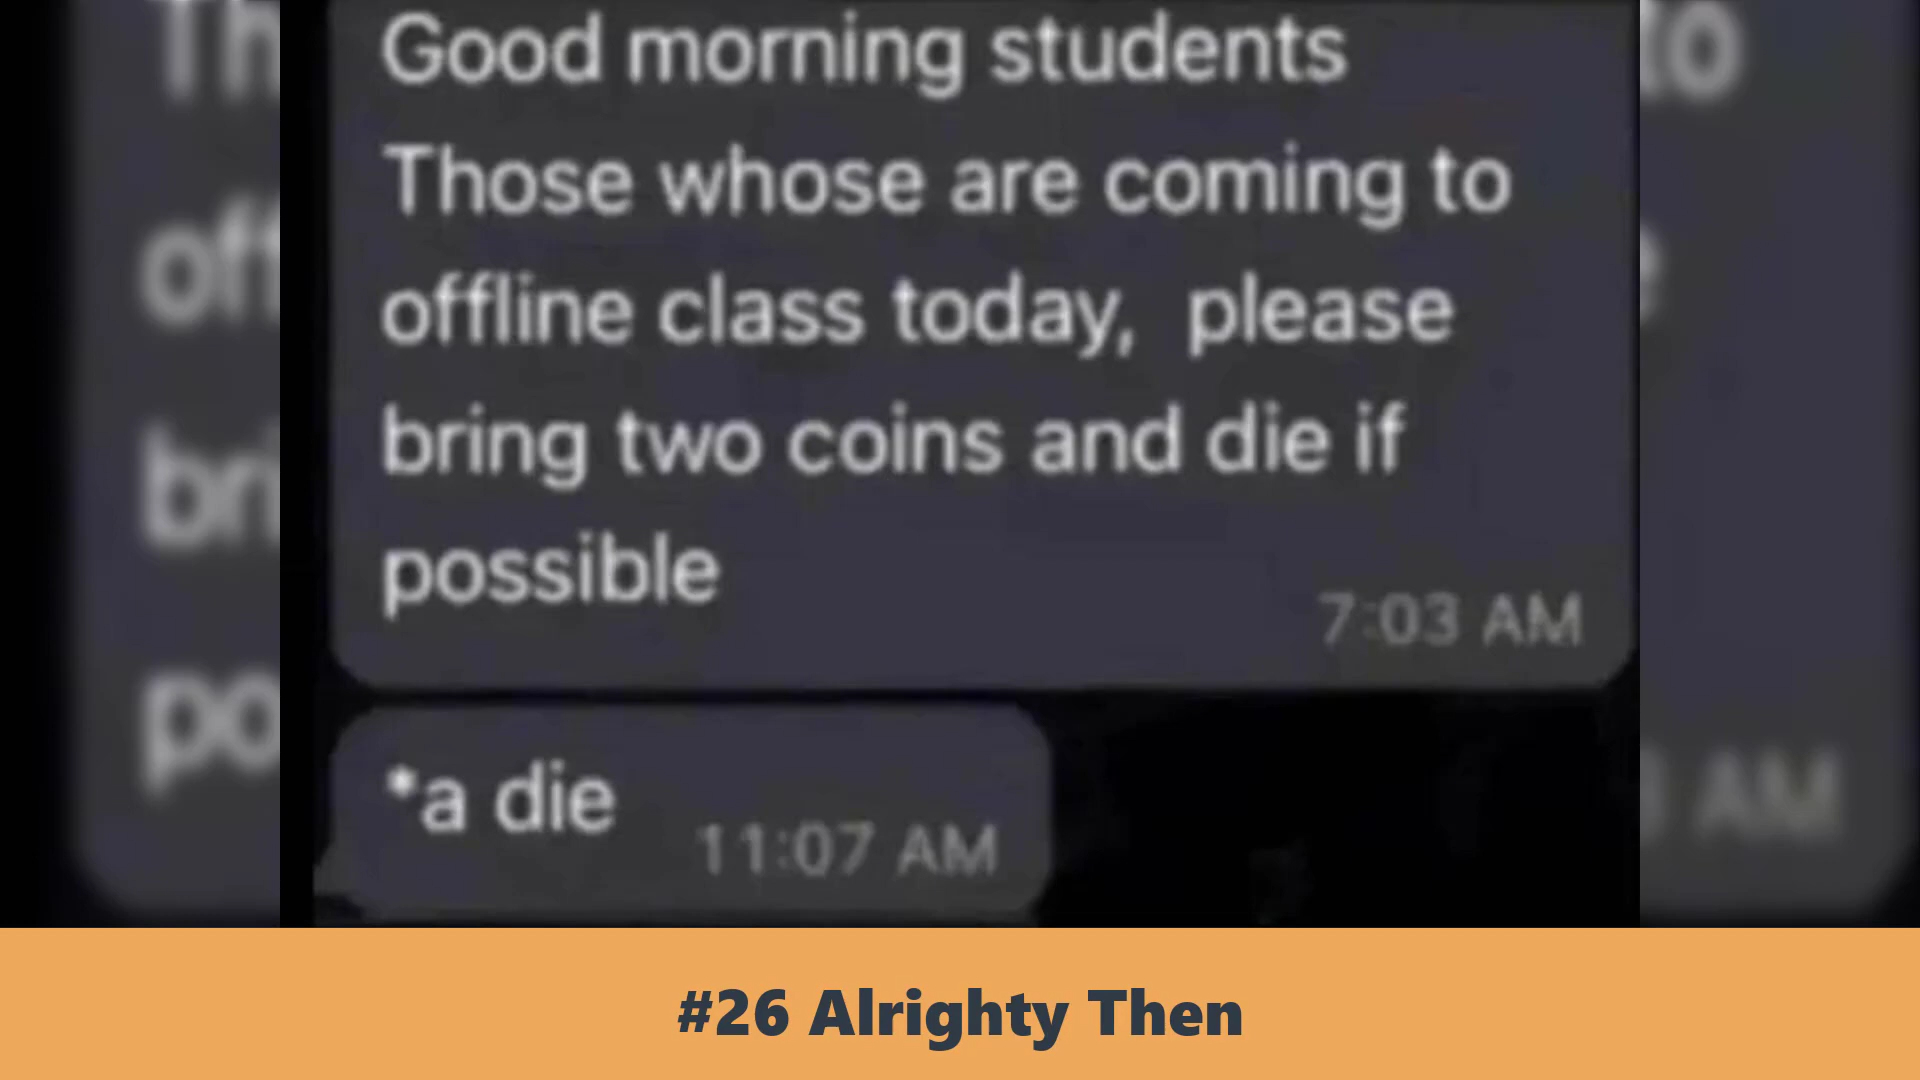 Good morning students
Those whose are coming to
offline class today, please
bring two coins and die if
possible
7:03 AM
*a die
11:07 AM
#26 Alrighty Then